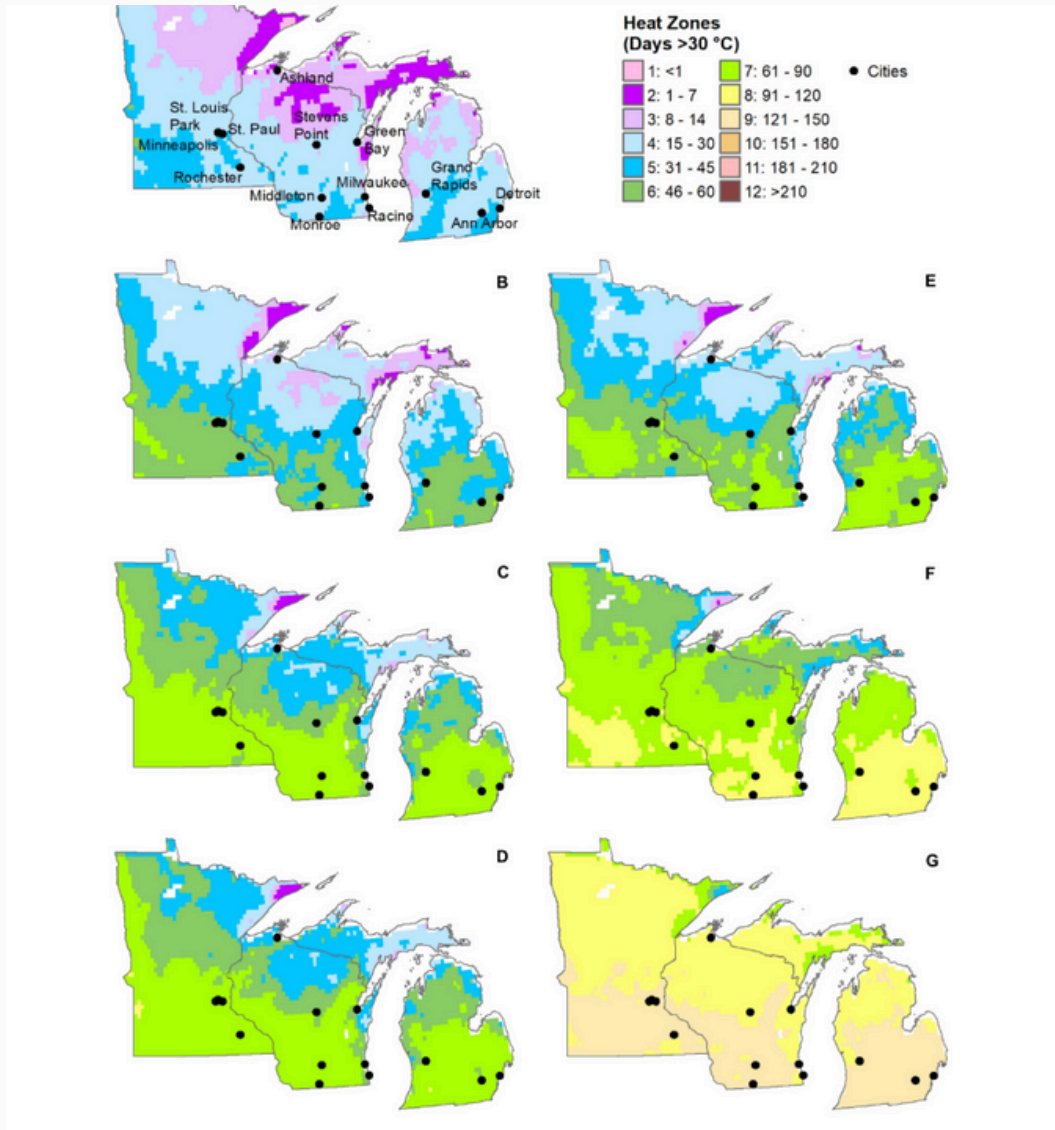 Heat Zones
(Days >30 °C)
1: <1
2: 1 - 7
3: 8 - 14
4: 15 - 30
5: 31 - 45
6: 46 - 60
7: 61 - 90
8: 91 - 120
9: 121 - 150
10: 151 - 180
11: 181 - 210
12: >210
Cities
Ashland
St. Louis
Park
St. Paul
Minneapolis
Stevens
Point
Green
Bay
Rochester
Grand
Rapids
Middleton
Milwaukee
Detroit
Racine
Monroe
Ann Arbor
B
E
C
F
D
G